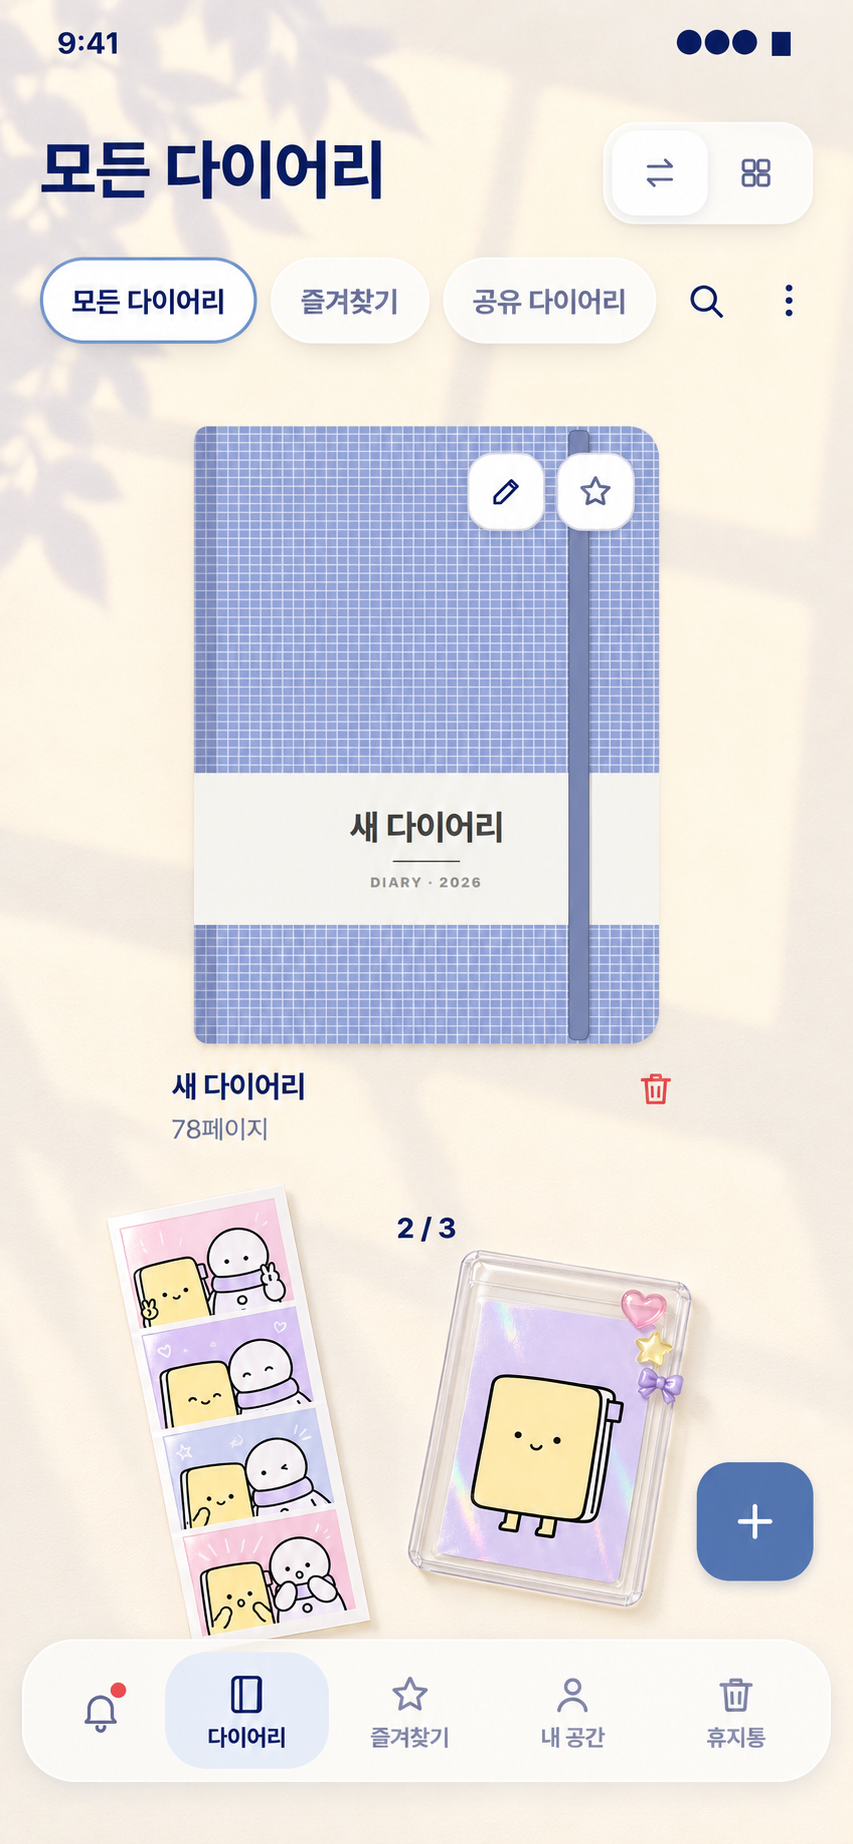 9:41
모든 다이어리
모든 다이어리
즐겨찾기
공유 다이어리
새 다이어리
DIARY · 2026
새 다이어리
78페이지
2 / 3
다이어리
즐겨찾기
내 공간
휴지통